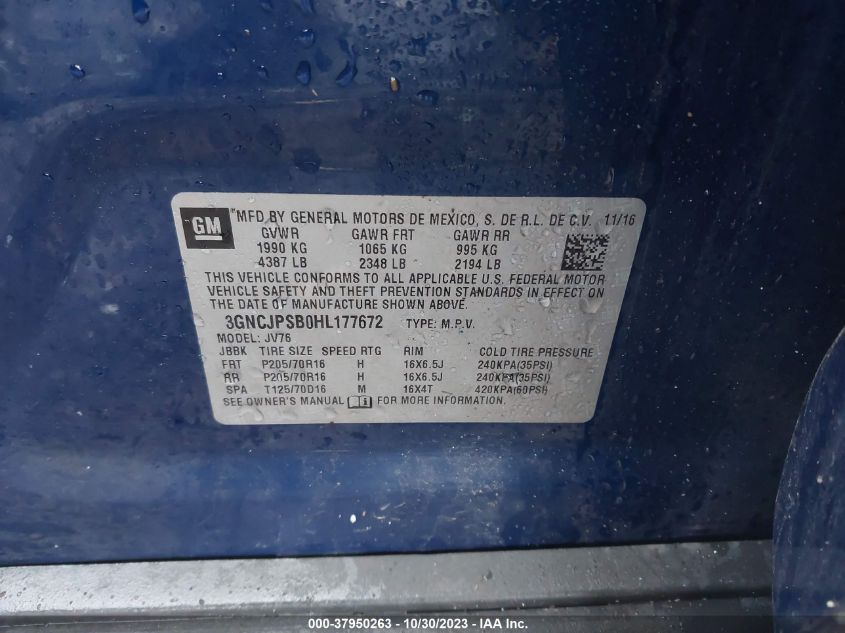 GM MFD BY GENERAL MOTORS DE MEXICO, S. DE R.L. DE C.V. 11/16
GVWR GAWR FRT GAWR RR
1990 KG 1065 KG 995 KG
4387 LB 2348 LB 2194 LB
THIS VEHICLE CONFORMS TO ALL APPLICABLE U.S. FEDERAL MOTOR
VEHICLE SAFETY AND THEFT PREVENTION STANDARDS IN EFFECT ON
THE DATE OF MANUFACTURE SHOWN ABOVE.
3GNCJPSB0HL177672 TYPE: M.P.V.
MODEL: JV76
JBBK TIRE SIZE SPEED RTG RIM COLD TIRE PRESSURE
FRT P205/70R16 H 16X6.5J 240KPA(35PSI)
RR P205/70R16 H 16X6.5J 240KPA(35PSI)
SPA T125/70D16 M 16X4T 420KPA(60PSI)
SEE OWNER'S MANUAL FOR MORE INFORMATION.
000-37950263 - 10/30/2023 - IAA Inc.